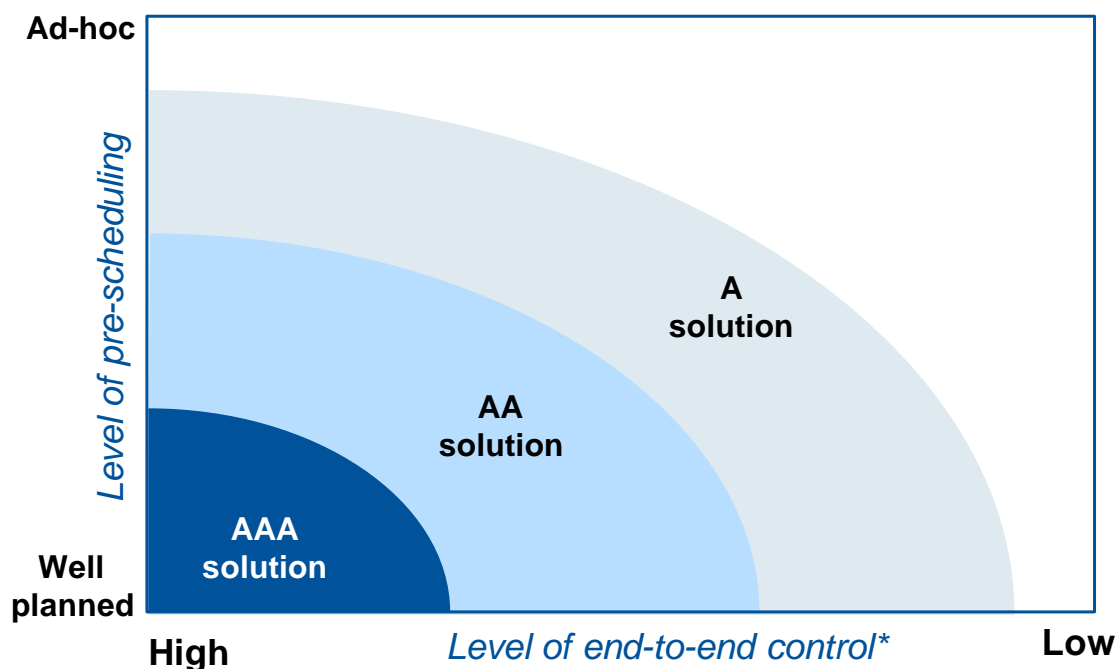 Ad-hoc
Level of pre-scheduling
A
solution
AA
solution
AAA
solution
Well
planned
High
Level of end-to-end control*
Low